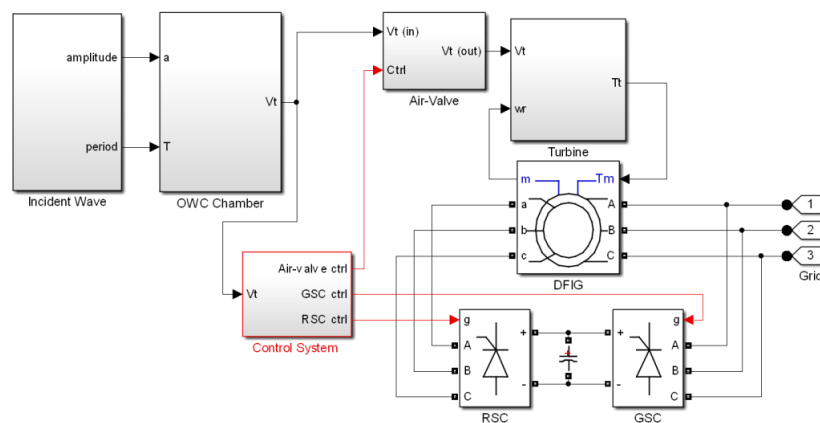 amplitude
period
Incident Wave
a
T
Vt
OWC Chamber
Vt (in)
Ctrl
Vt (out)
Air-Valve
Vt
wr
Tt
Turbine
m
Tm
a
b
c
A
B
C
DFIG
1
2
3
Grid
Vt
Air-valve ctrl
GSC ctrl
RSC ctrl
Control System
g
A
B
C
+
-
RSC
+
-
g
A
B
C
GSC